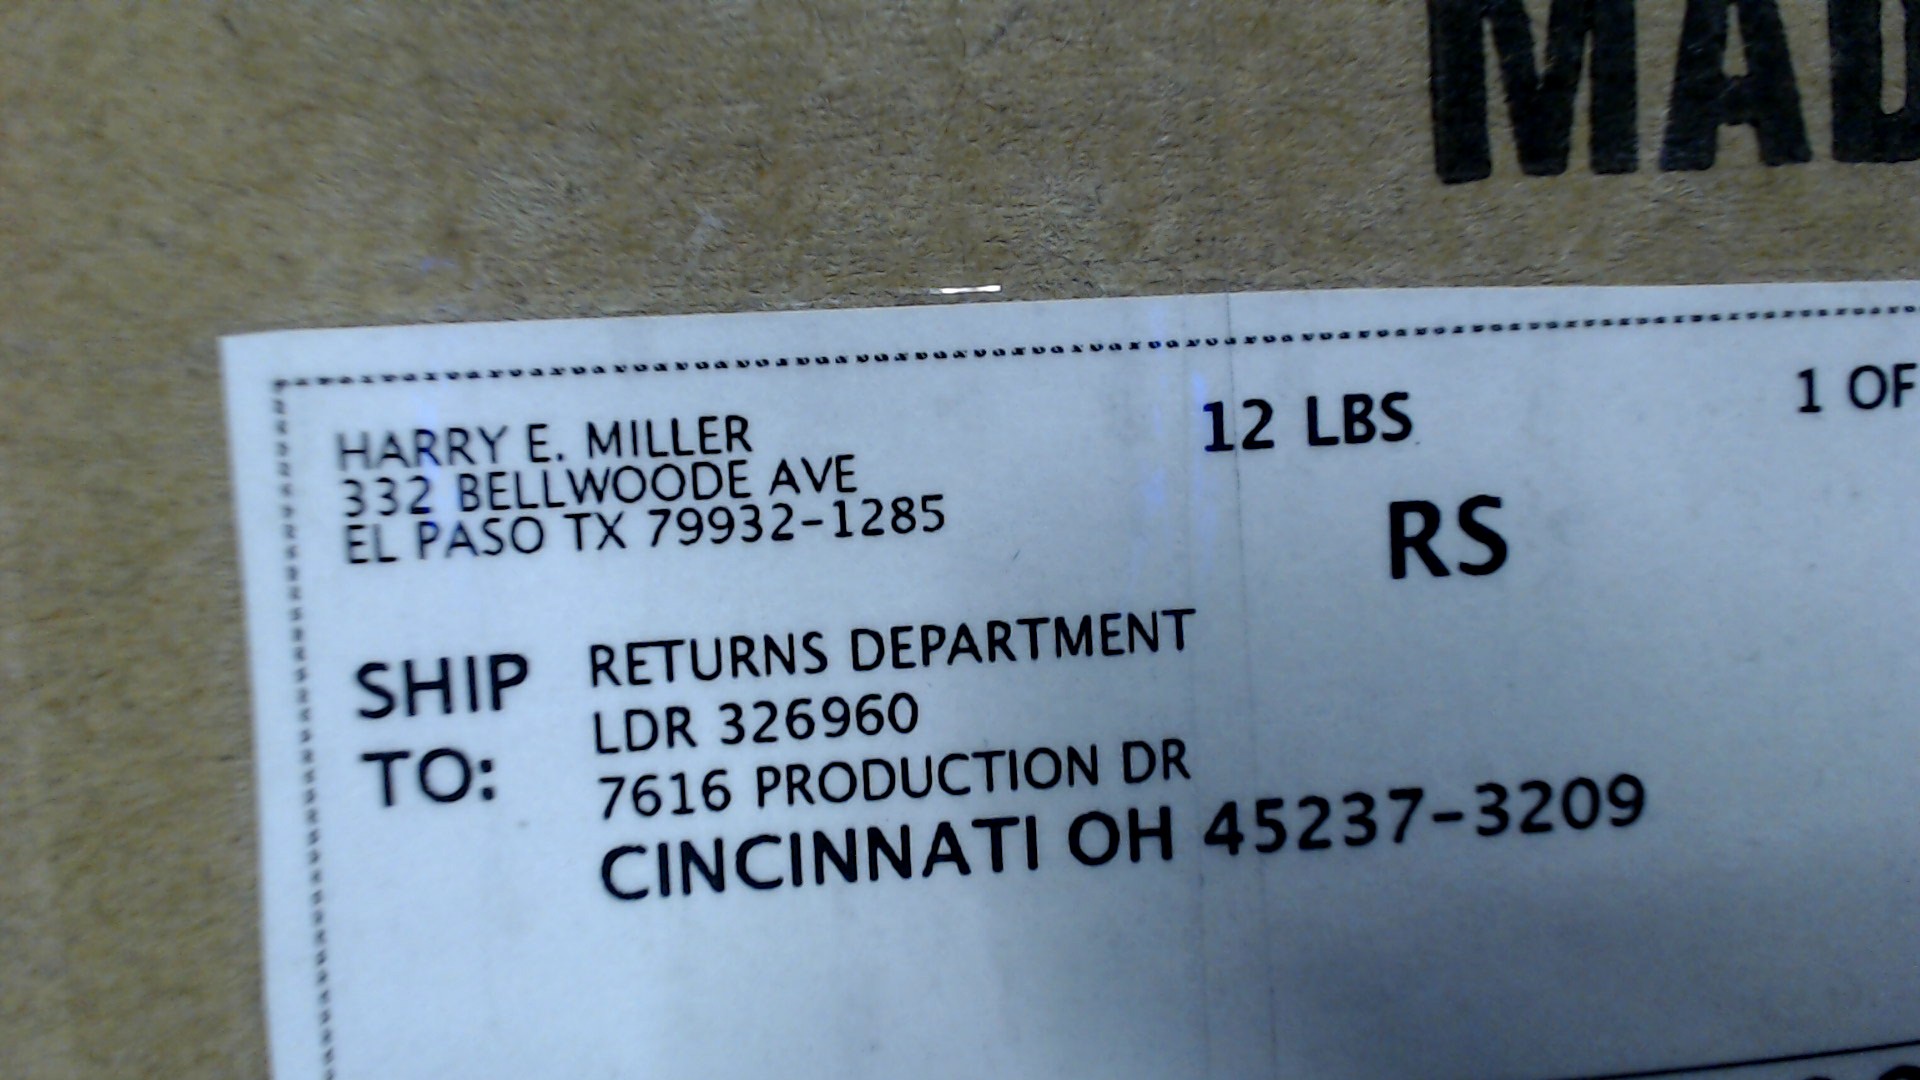 HARRY E. MILLER
332 BELLWOODE AVE
EL PASO TX 79932-1285
12 LBS
1 OF
RS
SHIP TO:
RETURNS DEPARTMENT
LDR 326960
7616 PRODUCTION DR
CINCINNATI OH 45237-3209